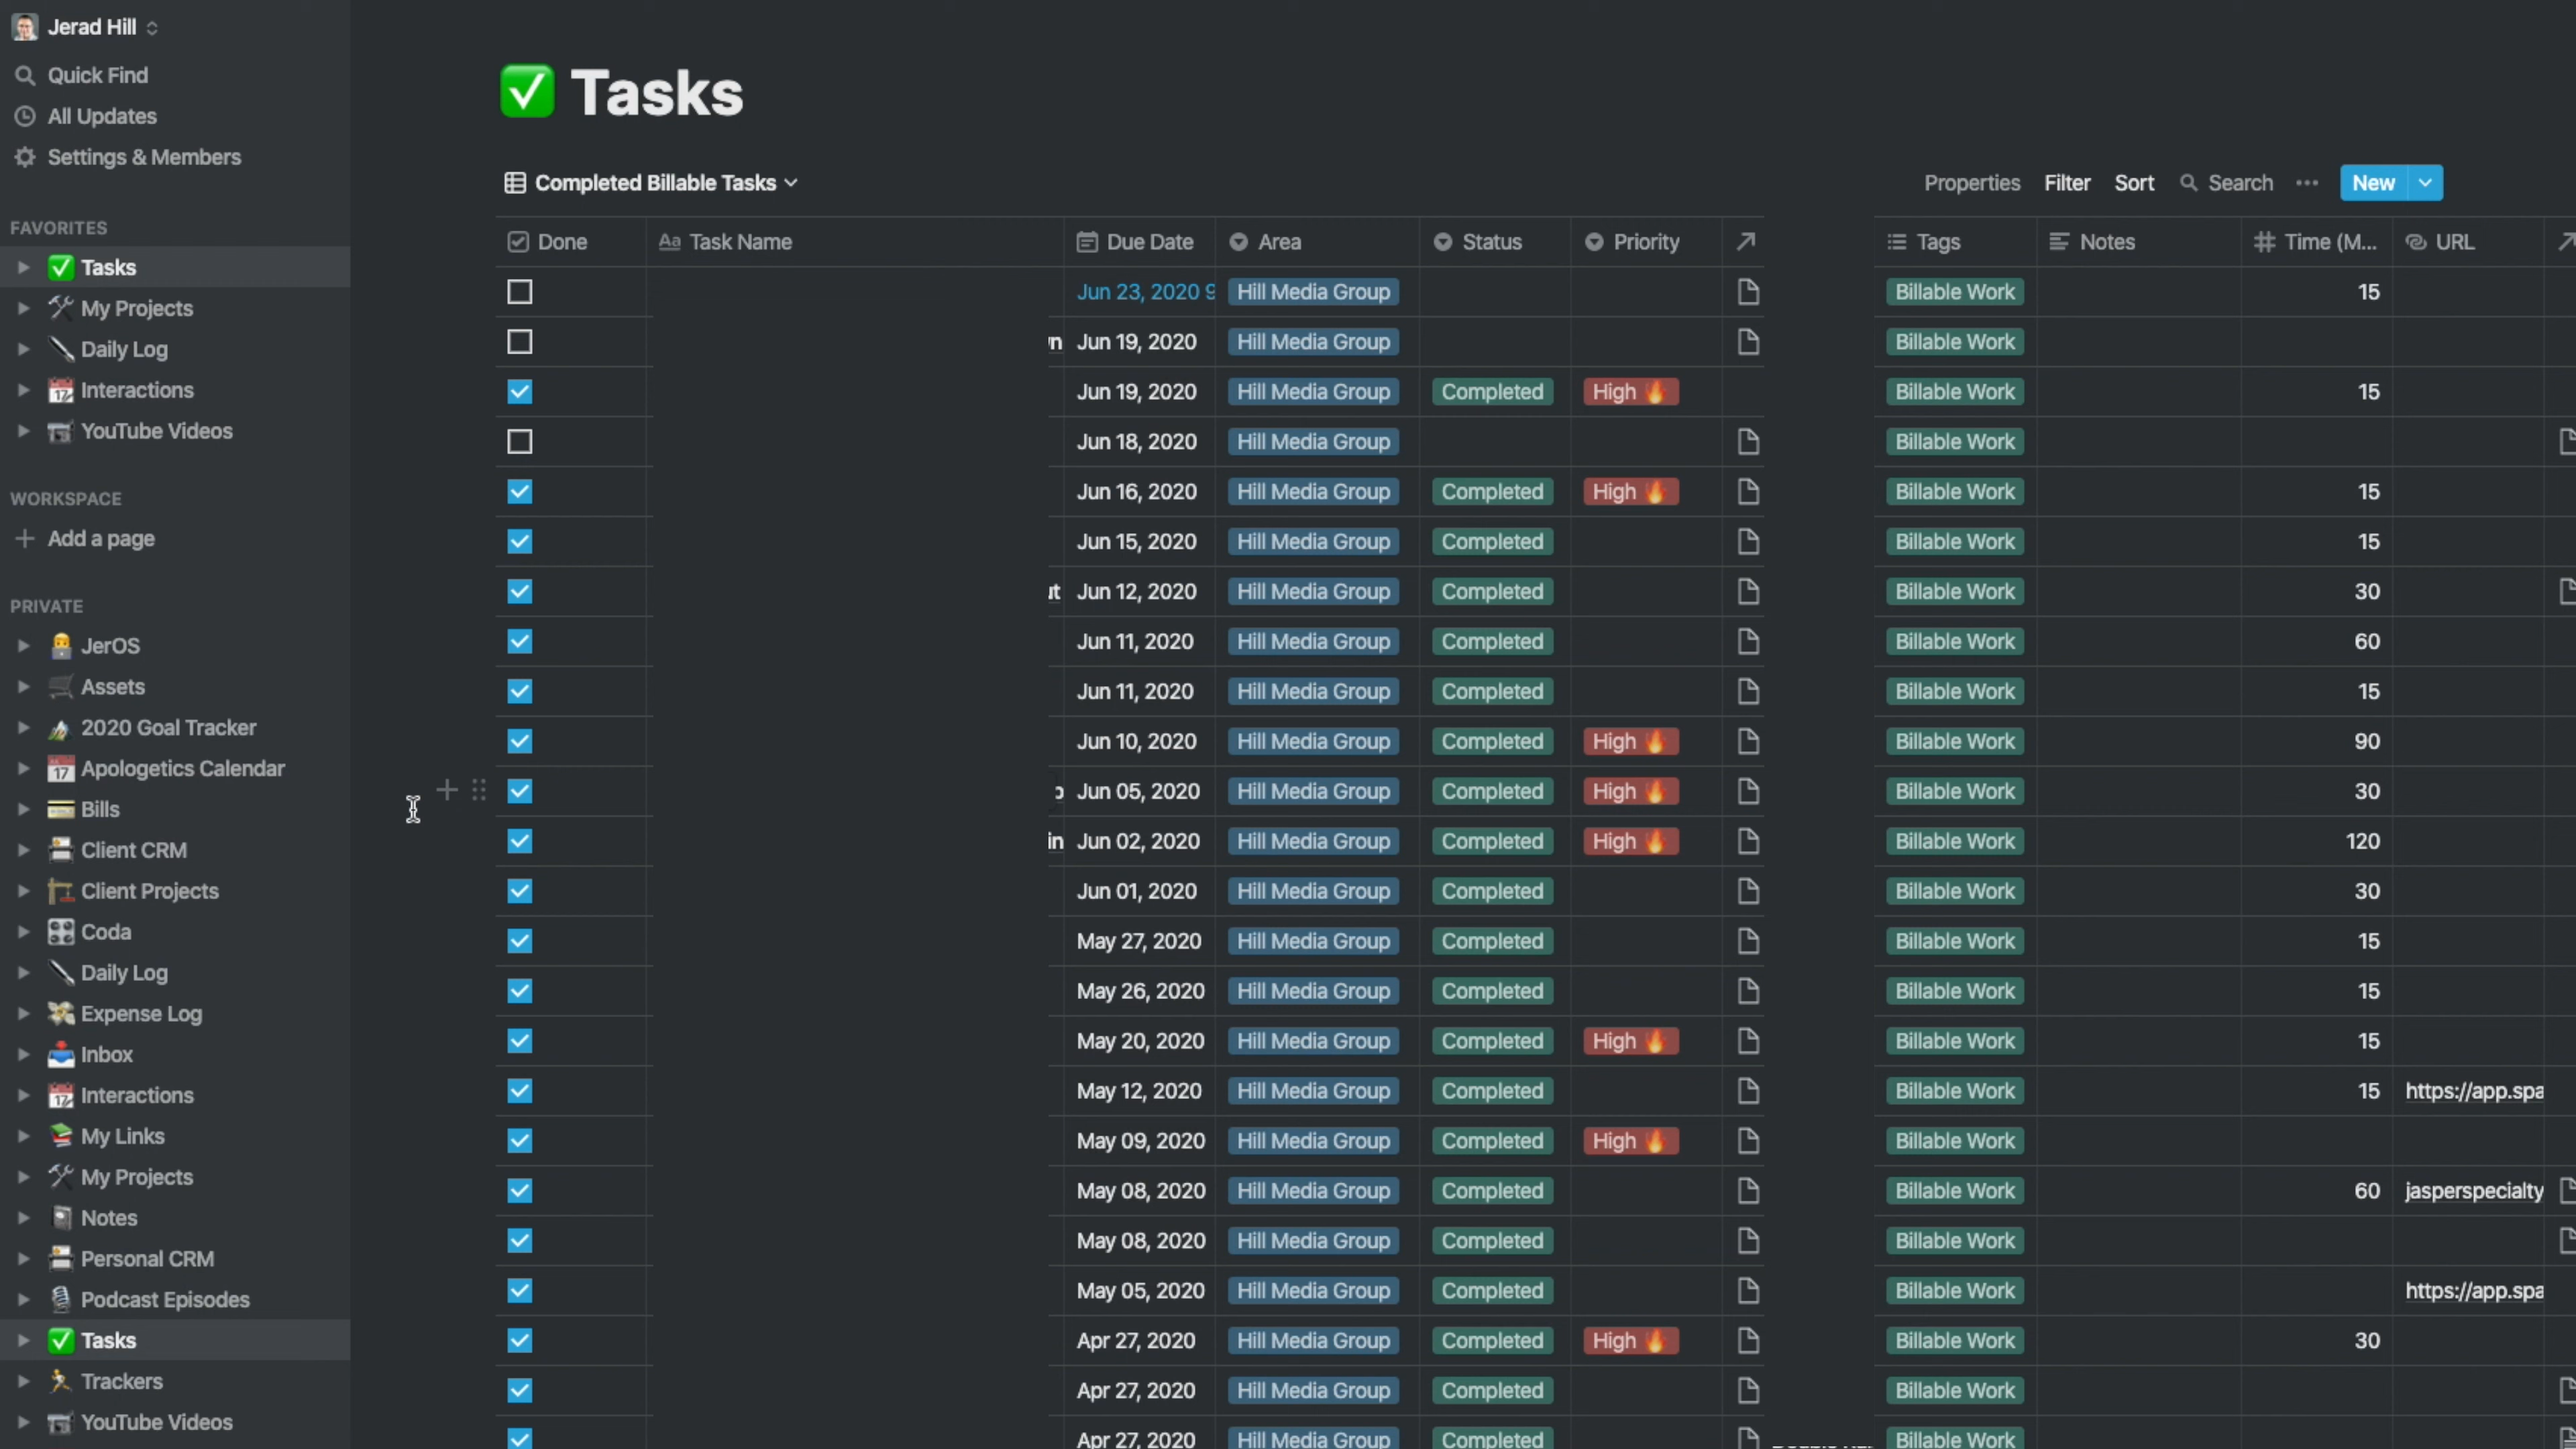 Jerad Hill
Quick Find
All Updates
Settings & Members
FAVORITES
Tasks
My Projects
Daily Log
Interactions
YouTube Videos
WORKSPACE
Add a page
PRIVATE
JerOS
Assets
2020 Goal Tracker
Apologetics Calendar
Bills
Client CRM
Client Projects
Coda
Daily Log
Expense Log
Inbox
Interactions
My Links
My Projects
Notes
Personal CRM
Podcast Episodes
Tasks
Trackers
YouTube Videos
Tasks
Completed Billable Tasks
Properties Filter Sort Search New
Done Aa Task Name Due Date Area Status Priority Tags Notes Time (M... URL
Jun 23, 2020 9 Hill Media Group Billable Work 15
Jun 19, 2020 Hill Media Group Billable Work
Jun 19, 2020 Hill Media Group Completed High Billable Work 15
Jun 18, 2020 Hill Media Group Billable Work
Jun 16, 2020 Hill Media Group Completed High Billable Work 15
Jun 15, 2020 Hill Media Group Completed Billable Work 15
Jun 12, 2020 Hill Media Group Completed Billable Work 30
Jun 11, 2020 Hill Media Group Completed Billable Work 60
Jun 11, 2020 Hill Media Group Completed Billable Work 15
Jun 10, 2020 Hill Media Group Completed High Billable Work 90
Jun 05, 2020 Hill Media Group Completed High Billable Work 30
in Jun 02, 2020 Hill Media Group Completed High Billable Work 120
Jun 01, 2020 Hill Media Group Completed Billable Work 30
May 27, 2020 Hill Media Group Completed Billable Work 15
May 26, 2020 Hill Media Group Completed Billable Work 15
May 20, 2020 Hill Media Group Completed High Billable Work 15
May 12, 2020 Hill Media Group Completed Billable Work 15 https://app.spa
May 09, 2020 Hill Media Group Completed High Billable Work
May 08, 2020 Hill Media Group Completed Billable Work 60 jasperspecialty
May 08, 2020 Hill Media Group Completed Billable Work
May 05, 2020 Hill Media Group Completed Billable Work https://app.spa
Apr 27, 2020 Hill Media Group Completed High Billable Work 30
Apr 27, 2020 Hill Media Group Completed Billable Work
Apr 27, 2020 Hill Media Group Completed Billable Work